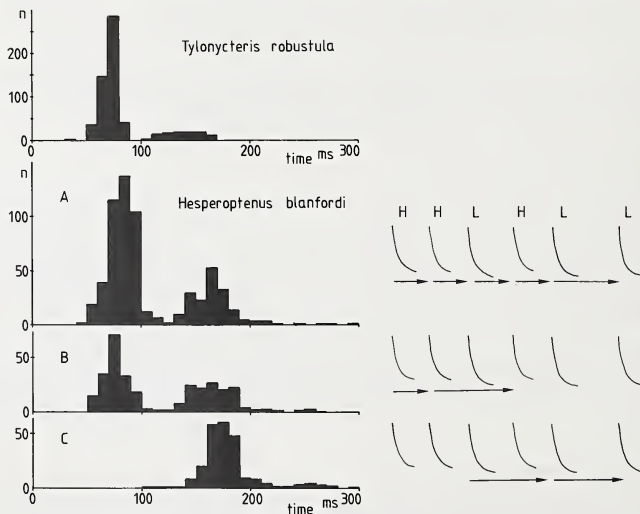 n
Tylonycteris robustula
200
100
0
0 100 200 time ms 300
n
A Hesperoptenus blanfordi
100
50
0
H H L H L L
B
50
0
C
50
0
0 100 200 time ms 300